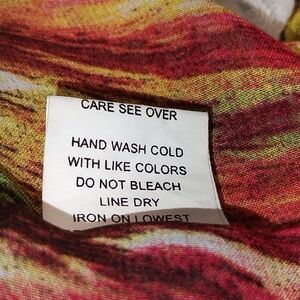 CARE SEE OVER
HAND WASH COLD
WITH LIKE COLORS
DO NOT BLEACH
LINE DRY
IRON ON LOWEST